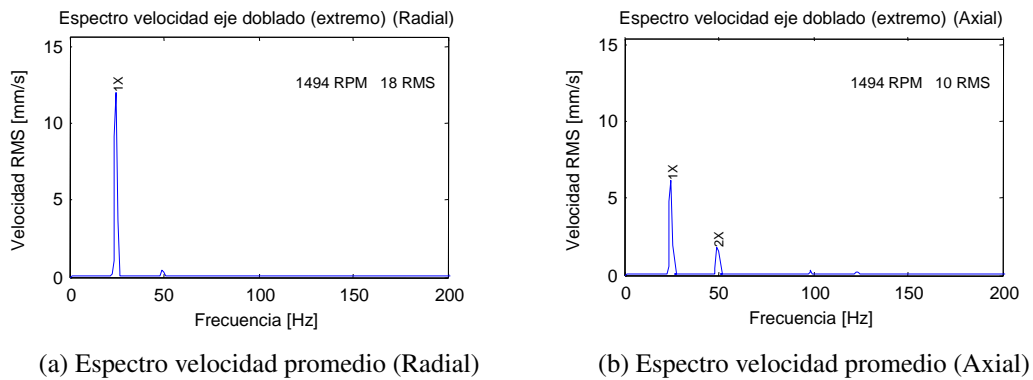 Espectro velocidad eje doblado (extremo) (Radial)
15
10
5
0
Velocidad RMS [mm/s]
1X
1494 RPM 18 RMS
0 50 100 150 200
Frecuencia [Hz]
(a) Espectro velocidad promedio (Radial)
Espectro velocidad eje doblado (extremo) (Axial)
15
10
5
0
Velocidad RMS [mm/s]
1X
2X
1494 RPM 10 RMS
0 50 100 150 200
Frecuencia [Hz]
(b) Espectro velocidad promedio (Axial)